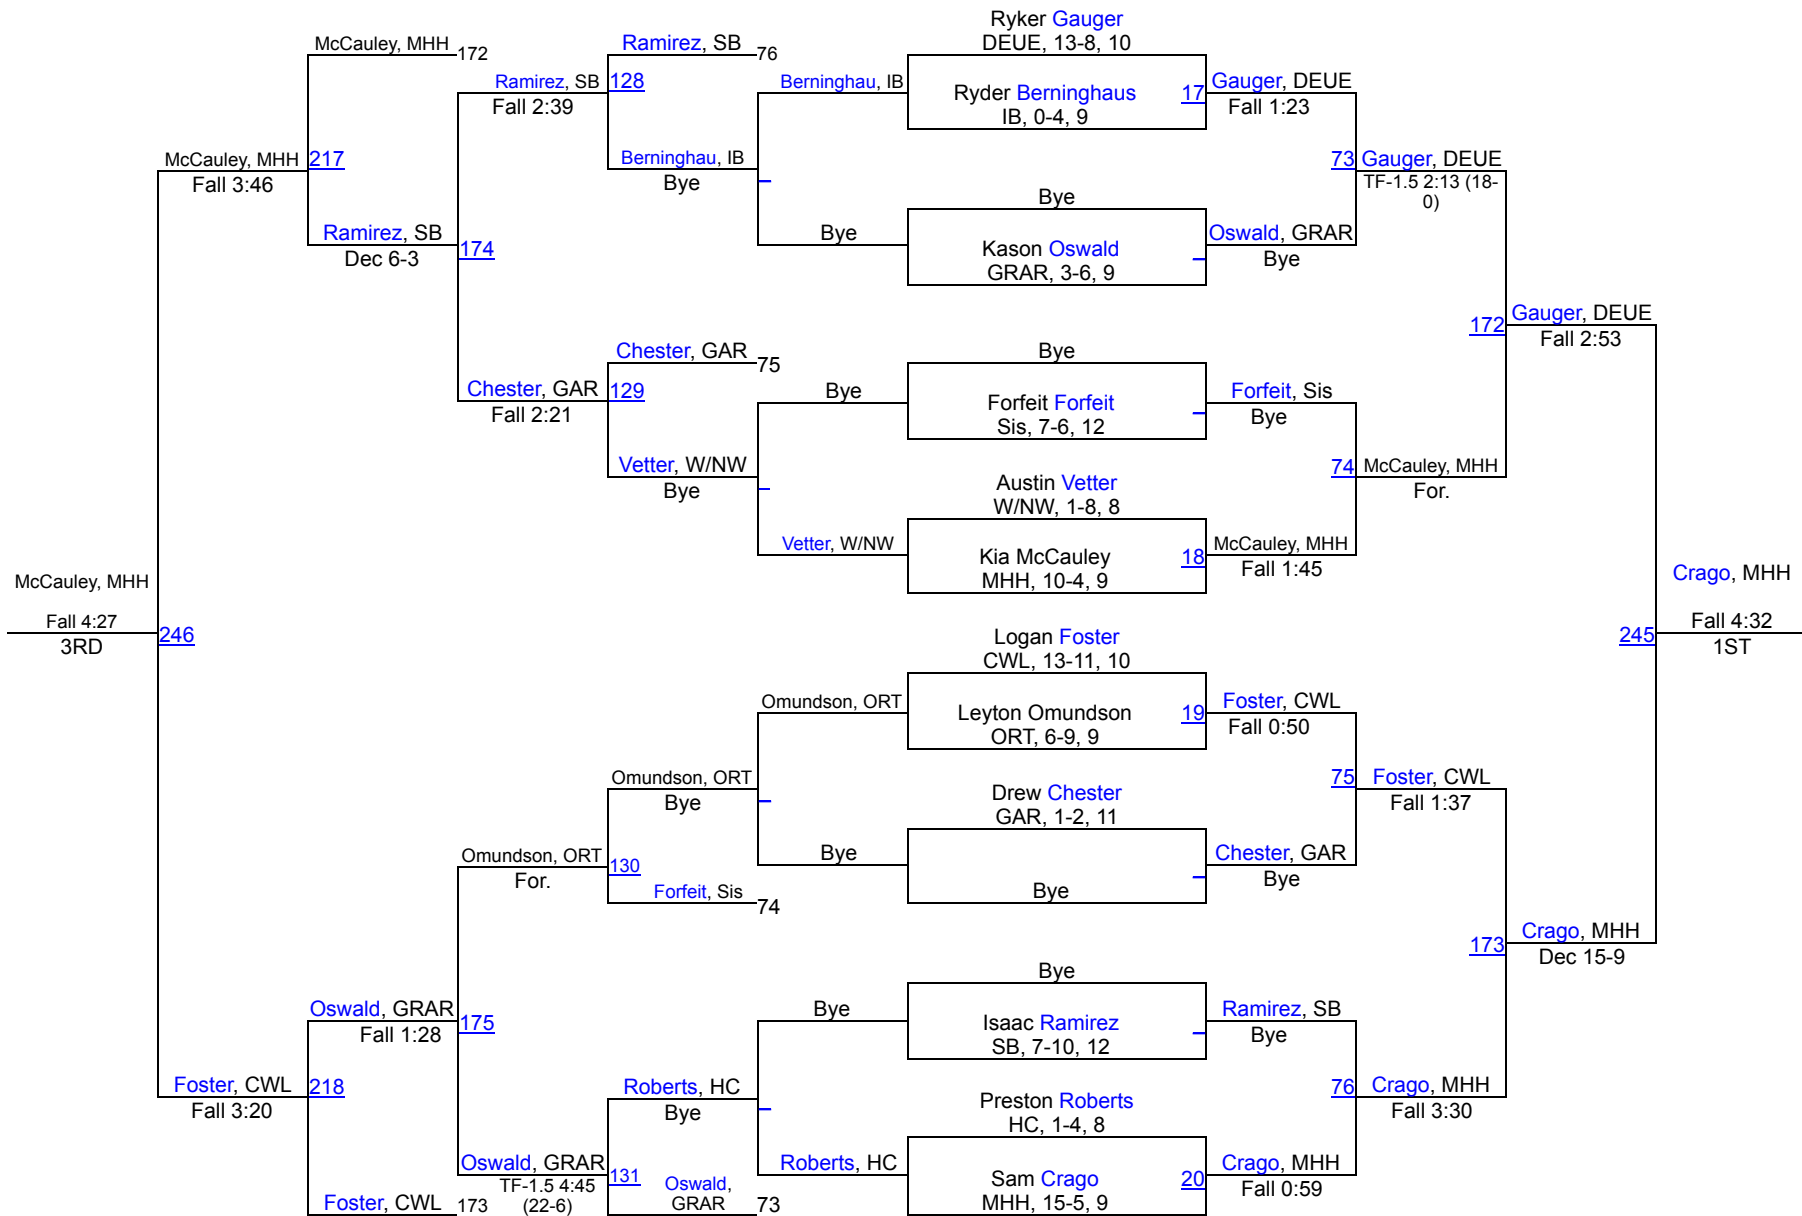 Ryker Gauger
DEUE, 13-8, 10
Ryder Berninghaus
IB, 0-4, 9
17
Bye
Kason Oswald
GRAR, 3-6, 9
Bye
Forfeit Forfeit
Sis, 7-6, 12
Austin Vetter
W/NW, 1-8, 8
Kia McCauley
MHH, 10-4, 9
18
Logan Foster
CWL, 13-11, 10
Leyton Omundson
ORT, 6-9, 9
19
Drew Chester
GAR, 1-2, 11
Bye
Bye
Isaac Ramirez
SB, 7-10, 12
Preston Roberts
HC, 1-4, 8
Sam Crago
MHH, 15-5, 9
20
Gauger, DEUE
Fall 1:23
Oswald, GRAR
Bye
Forfeit, Sis
Bye
McCauley, MHH
Fall 1:45
Foster, CWL
Fall 0:50
Chester, GAR
Bye
Ramirez, SB
Bye
Crago, MHH
Fall 0:59
73
Gauger, DEUE
TF-1.5 2:13 (18-
0)
74
McCauley, MHH
For.
75
Foster, CWL
Fall 1:37
76
Crago, MHH
Fall 3:30
172
Gauger, DEUE
Fall 2:53
173
Crago, MHH
Dec 15-9
245
Crago, MHH
Fall 4:32
1ST
Berninghau, IB
Bye
Bye
Vetter, W/NW
Omundson, ORT
Bye
Bye
Roberts, HC
Ramirez, SB
76
Berninghau, IB
Bye
Chester, GAR
75
Vetter, W/NW
Bye
Omundson, ORT
Bye
Forfeit, Sis
74
Roberts, HC
Bye
Oswald,
GRAR
73
Ramirez, SB
Fall 2:39
128
Chester, GAR
Fall 2:21
129
Omundson, ORT
For.
130
Oswald, GRAR
TF-1.5 4:45
(22-6)
131
McCauley, MHH
172
Ramirez, SB
Dec 6-3
174
Oswald, GRAR
Fall 1:28
175
Foster, CWL
173
McCauley, MHH
Fall 3:46
217
Foster, CWL
Fall 3:20
218
McCauley, MHH
Fall 4:27
3RD
246